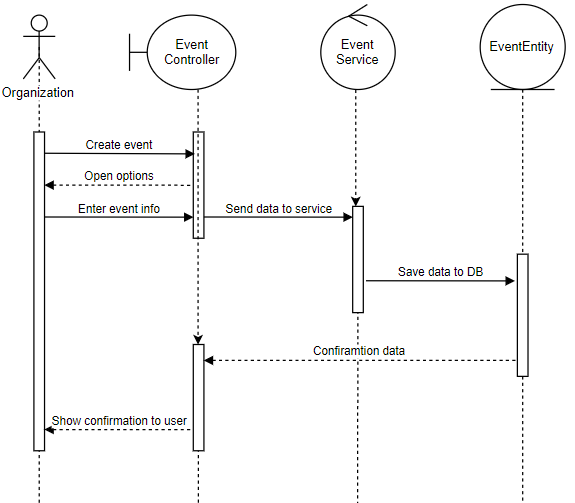 Organization
Event
Controller
Event
Service
EventEntity
Create event
Open options
Enter event info
Send data to service
Save data to DB
Confiramtion data
Show confirmation to user